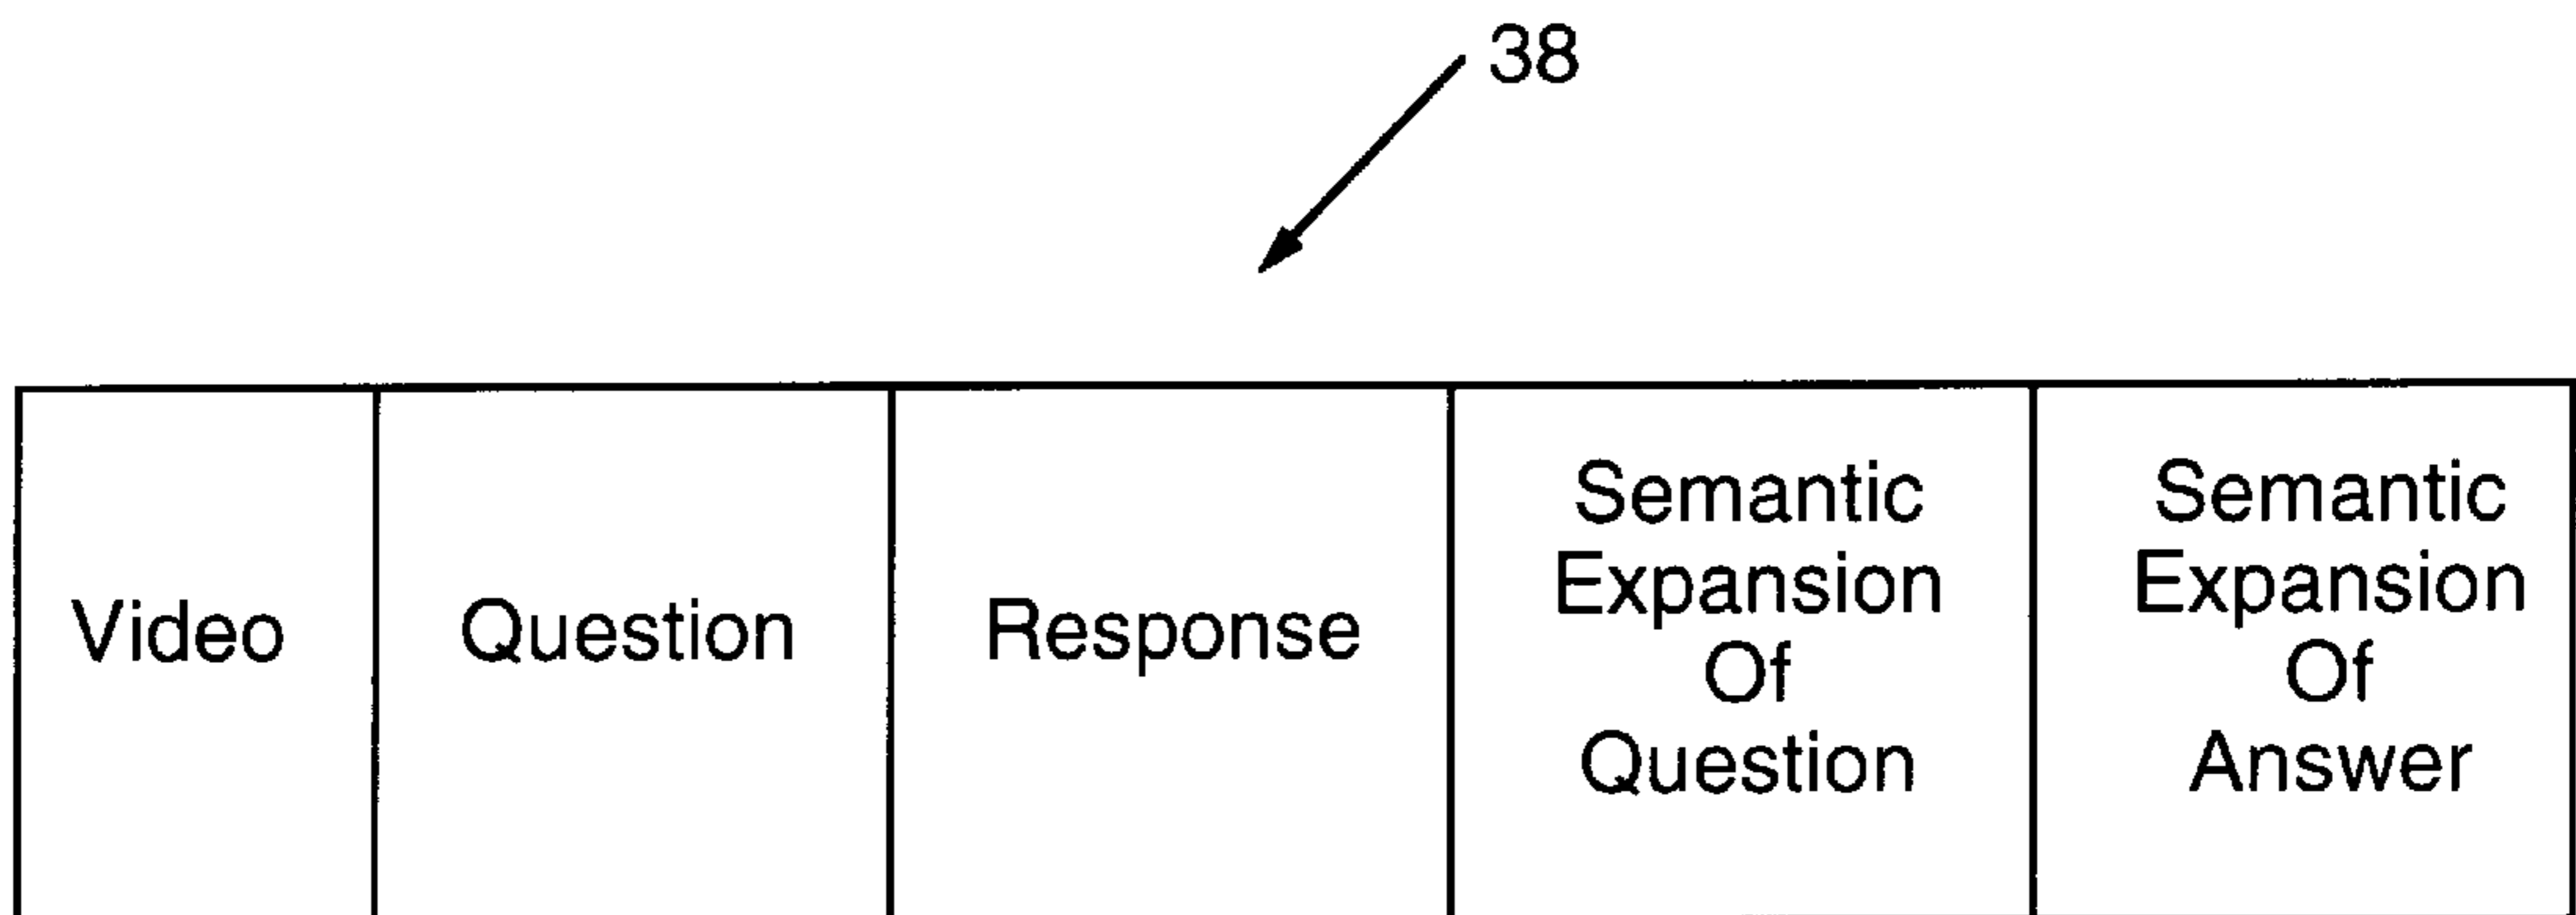 38
Video
Question
Response
Semantic
Expansion
Of
Question
Semantic
Expansion
Of
Answer